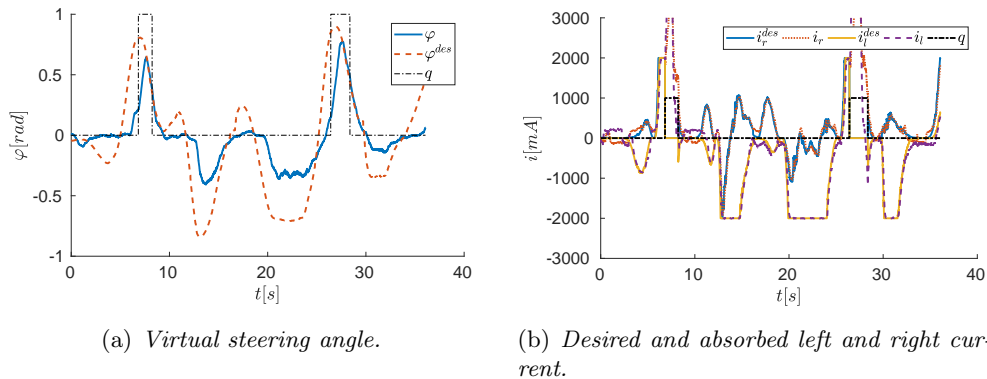 1
0.5
0
-0.5
-1
φ[rad]
0
10
20
30
40
t[s]
φ
φ^{des}
q
(a) Virtual steering angle.
3000
2000
1000
0
-1000
-2000
-3000
i[mA]
0
10
20
30
40
t[s]
i_r^{des} i_r i_l^{des} i_l q
(b) Desired and absorbed left and right cur-
rent.